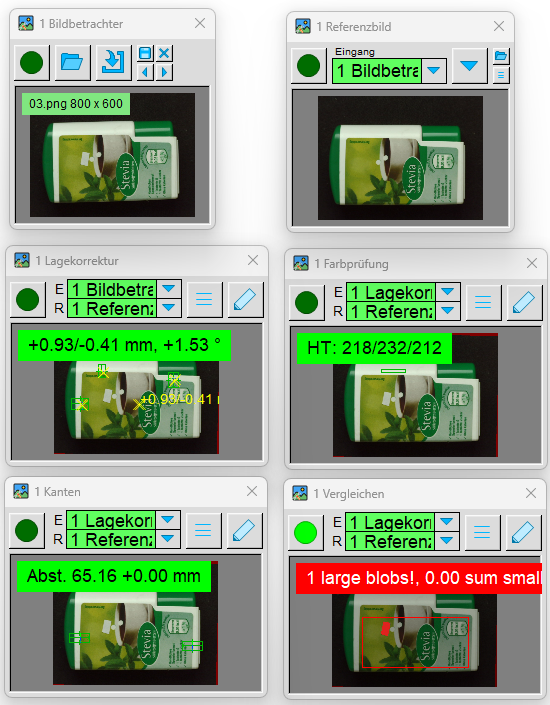 1 Bildbetrachter
03.png 800 x 600
Stevia
1 Referenzbild
Eingang
1 Bildbetra
Stevia
1 Lagekorrektur
E 1 Bildbetra
R 1 Referenz
+0.93/-0.41 mm, +1.53 °
+0.93/-0.41 r
Stevia
1 Farbprüfung
E 1 Lagekorr
R 1 Referenz
HT: 218/232/212
Stevia
1 Kanten
E 1 Lagekorr
R 1 Referenz
Abst. 65.16 +0.00 mm
Stevia
1 Vergleichen
E 1 Lagekorr
R 1 Referenz
1 large blobs!, 0.00 sum small
Stevia